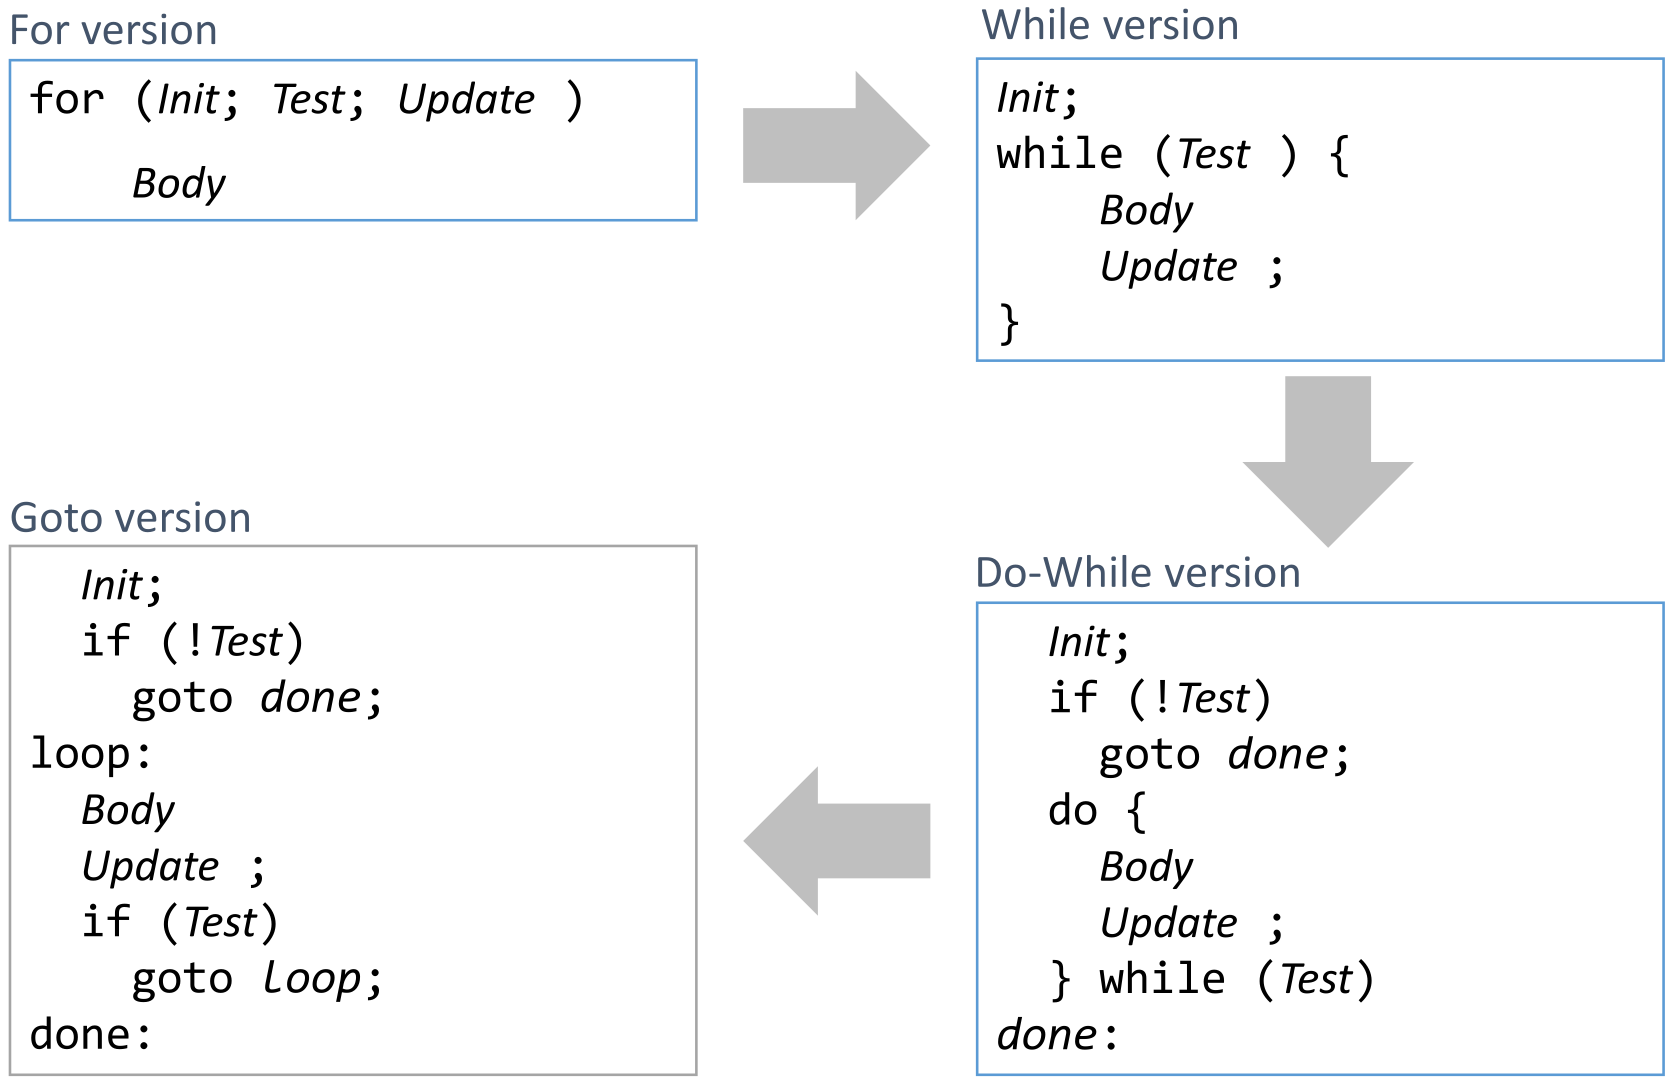 For version
for (Init; Test; Update )
Body
While version
Init;
while (Test ) {
Body
Update ;
}
Goto version
Init;
if (!Test)
goto done;
loop:
Body
Update ;
if (Test)
goto loop;
done:
Do-While version
Init;
if (!Test)
goto done;
do {
Body
Update ;
} while (Test)
done: